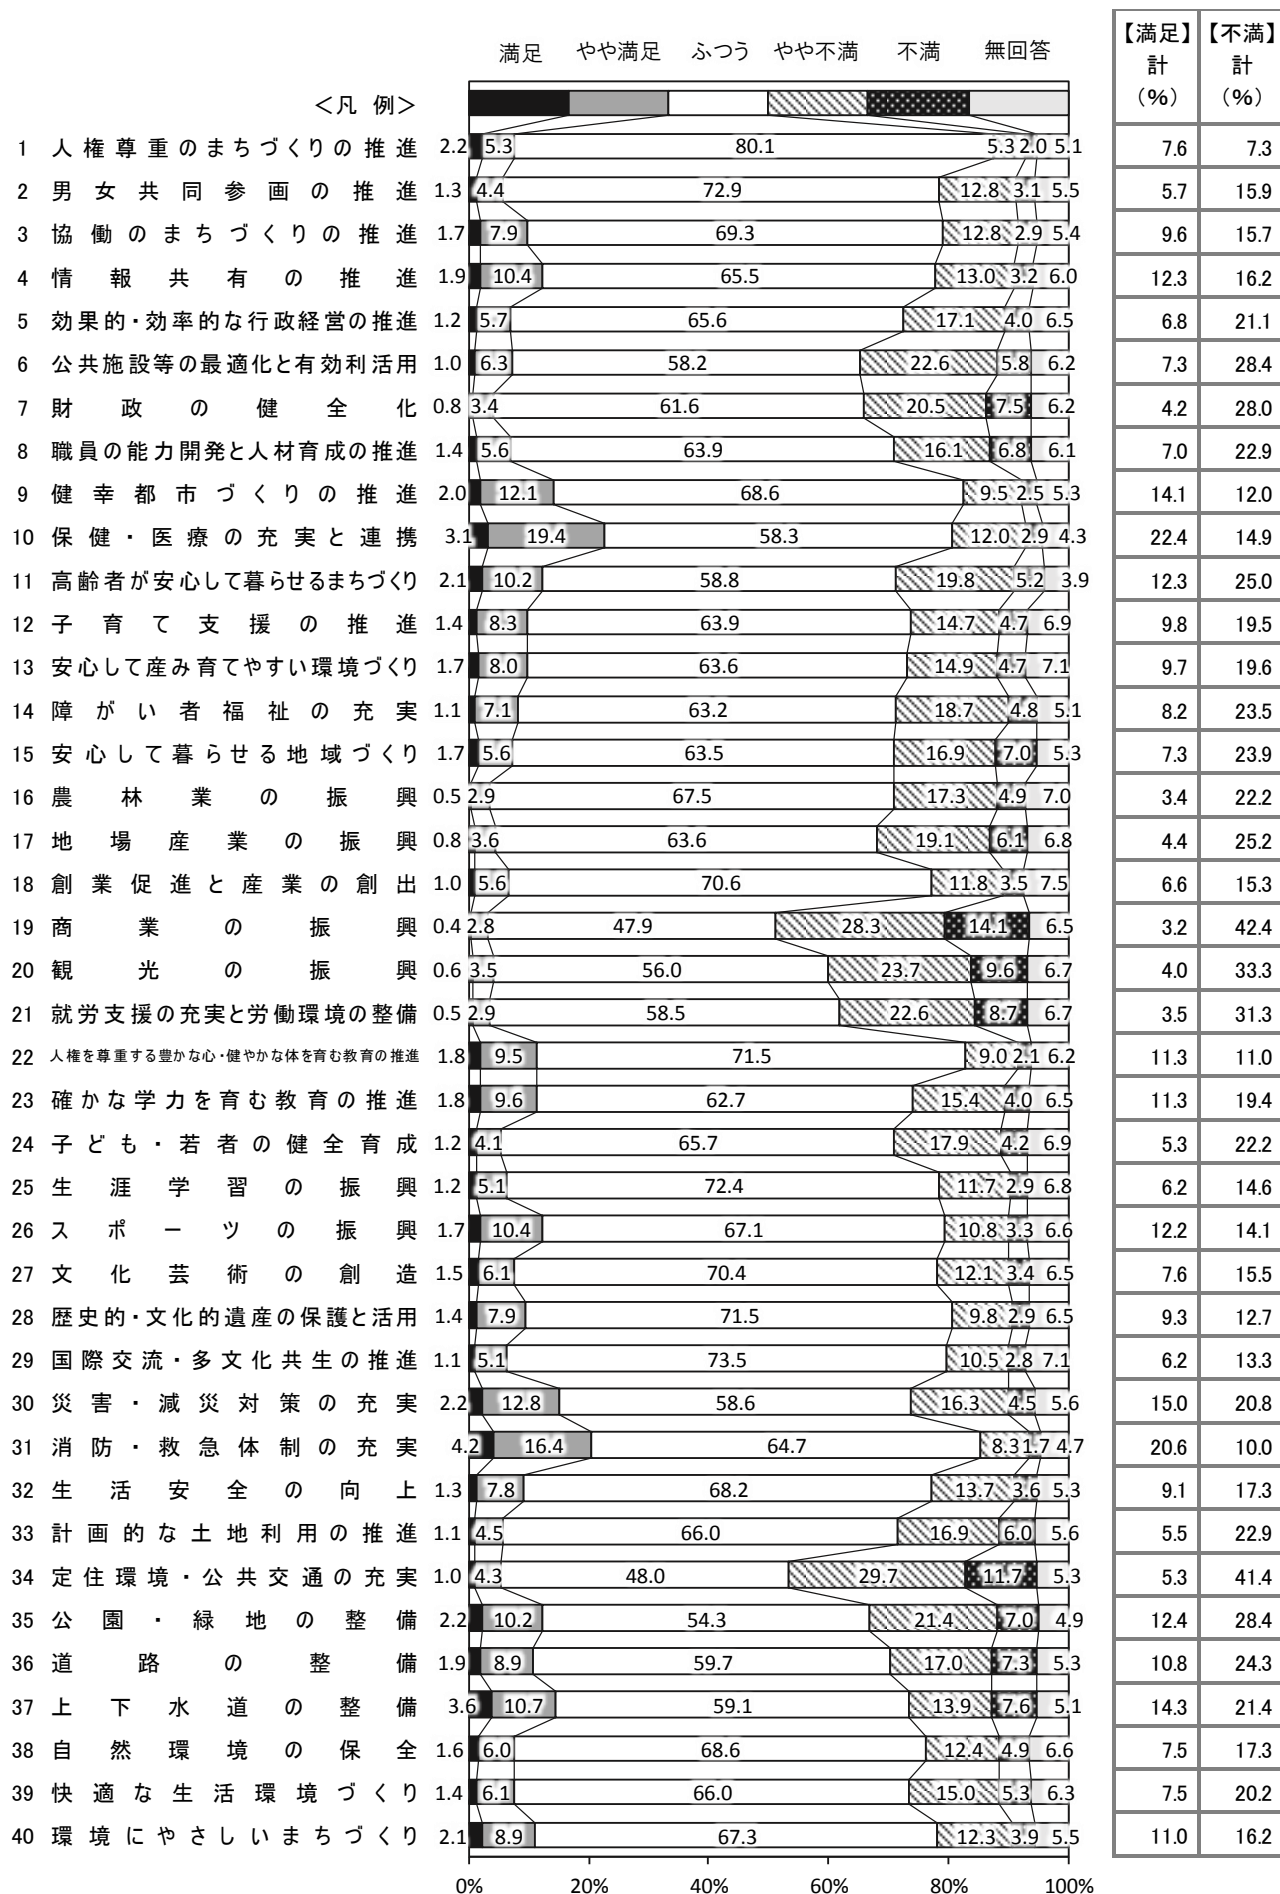 満足 やや満足 ふつう やや不満 不満 無回答 【満足】計（%） 【不満】計（%）
＜凡 例＞
1 人権尊重のまちづくりの推進 2.2 5.3 80.1 5.3 2.0 5.1 7.6 7.3
2 男女共同参画の推進 1.3 4.4 72.9 12.8 3.1 5.5 5.7 15.9
3 協働のまちづくりの推進 1.7 7.9 69.3 12.8 2.9 5.4 9.6 15.7
4 情報共有の推進 1.9 10.4 65.5 13.0 3.2 6.0 12.3 16.2
5 効果的・効率的な行政経営の推進 1.2 5.7 65.6 17.1 4.0 6.5 6.8 21.1
6 公共施設等の最適化と有効利活用 1.0 6.3 58.2 22.6 5.8 6.2 7.3 28.4
7 財政の健全化 0.8 3.4 61.6 20.5 7.5 6.2 4.2 28.0
8 職員の能力開発と人材育成の推進 1.4 5.6 63.9 16.1 6.8 6.1 7.0 22.9
9 健幸都市づくりの推進 2.0 12.1 68.6 9.5 2.5 5.3 14.1 12.0
10 保健・医療の充実と連携 3.1 19.4 58.3 12.0 2.9 4.3 22.4 14.9
11 高齢者が安心して暮らせるまちづくり 2.1 10.2 58.8 19.8 5.2 3.9 12.3 25.0
12 子育て支援の推進 1.4 8.3 63.9 14.7 4.7 6.9 9.8 19.5
13 安心して産み育てやすい環境づくり 1.7 8.0 63.6 14.9 4.7 7.1 9.7 19.6
14 障がい者福祉の充実 1.1 7.1 63.2 18.7 4.8 5.1 8.2 23.5
15 安心して暮らせる地域づくり 1.7 5.6 63.5 16.9 7.0 5.3 7.3 23.9
16 農林業の振興 0.5 2.9 67.5 17.3 4.9 7.0 3.4 22.2
17 地場産業の振興 0.8 3.6 63.6 19.1 6.1 6.8 4.4 25.2
18 創業促進と産業の創出 1.0 5.6 70.6 11.8 3.5 7.5 6.6 15.3
19 商業の振興 0.4 2.8 47.9 28.3 14.1 6.5 3.2 42.4
20 観光の振興 0.6 3.5 56.0 23.7 9.6 6.7 4.0 33.3
21 就労支援の充実と労働環境の整備 0.5 2.9 58.5 22.6 8.7 6.7 3.5 31.3
22 人権を尊重する豊かな心・健やかな体を育む教育の推進 1.8 9.5 71.5 9.0 2.1 6.2 11.3 11.0
23 確かな学力を育む教育の推進 1.8 9.6 62.7 15.4 4.0 6.5 11.3 19.4
24 子ども・若者の健全育成 1.2 4.1 65.7 17.9 4.2 6.9 5.3 22.2
25 生涯学習の振興 1.2 5.1 72.4 11.7 2.9 6.8 6.2 14.6
26 スポーツの振興 1.7 10.4 67.1 10.8 3.3 6.6 12.2 14.1
27 文化芸術の創造 1.5 6.1 70.4 12.1 3.4 6.5 7.6 15.5
28 歴史的・文化的遺産の保護と活用 1.4 7.9 71.5 9.8 2.9 6.5 9.3 12.7
29 国際交流・多文化共生の推進 1.1 5.1 73.5 10.5 2.8 7.1 6.2 13.3
30 災害・減災対策の充実 2.2 12.8 58.6 16.3 4.5 5.6 15.0 20.8
31 消防・救急体制の充実 4.2 16.4 64.7 8.3 1.7 4.7 20.6 10.0
32 生活安全の向上 1.3 7.8 68.2 13.7 3.6 5.3 9.1 17.3
33 計画的な土地利用の推進 1.1 4.5 66.0 16.9 6.0 5.6 5.5 22.9
34 定住環境・公共交通の充実 1.0 4.3 48.0 29.7 11.7 5.3 5.3 41.4
35 公園・緑地の整備 2.2 10.2 54.3 21.4 7.0 4.9 12.4 28.4
36 道路の整備 1.9 8.9 59.7 17.0 7.3 5.3 10.8 24.3
37 上下水道の整備 3.6 10.7 59.1 13.9 7.6 5.1 14.3 21.4
38 自然環境の保全 1.6 6.0 68.6 12.4 4.9 6.6 7.5 17.3
39 快適な生活環境づくり 1.4 6.1 66.0 15.0 5.3 6.3 7.5 20.2
40 環境にやさしいまちづくり 2.1 8.9 67.3 12.3 3.9 5.5 11.0 16.2
0% 20% 40% 60% 80% 100%